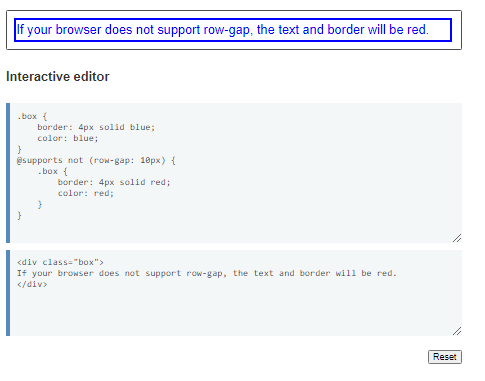 If your browser does not support row-gap, the text and border will be red.
Interactive editor
.box {
    border: 4px solid blue;
    color: blue;
}
@supports not (row-gap: 10px) {
    .box {
        border: 4px solid red;
        color: red;
    }
}
<div class="box">
If your browser does not support row-gap, the text and border will be red.
</div>
Reset